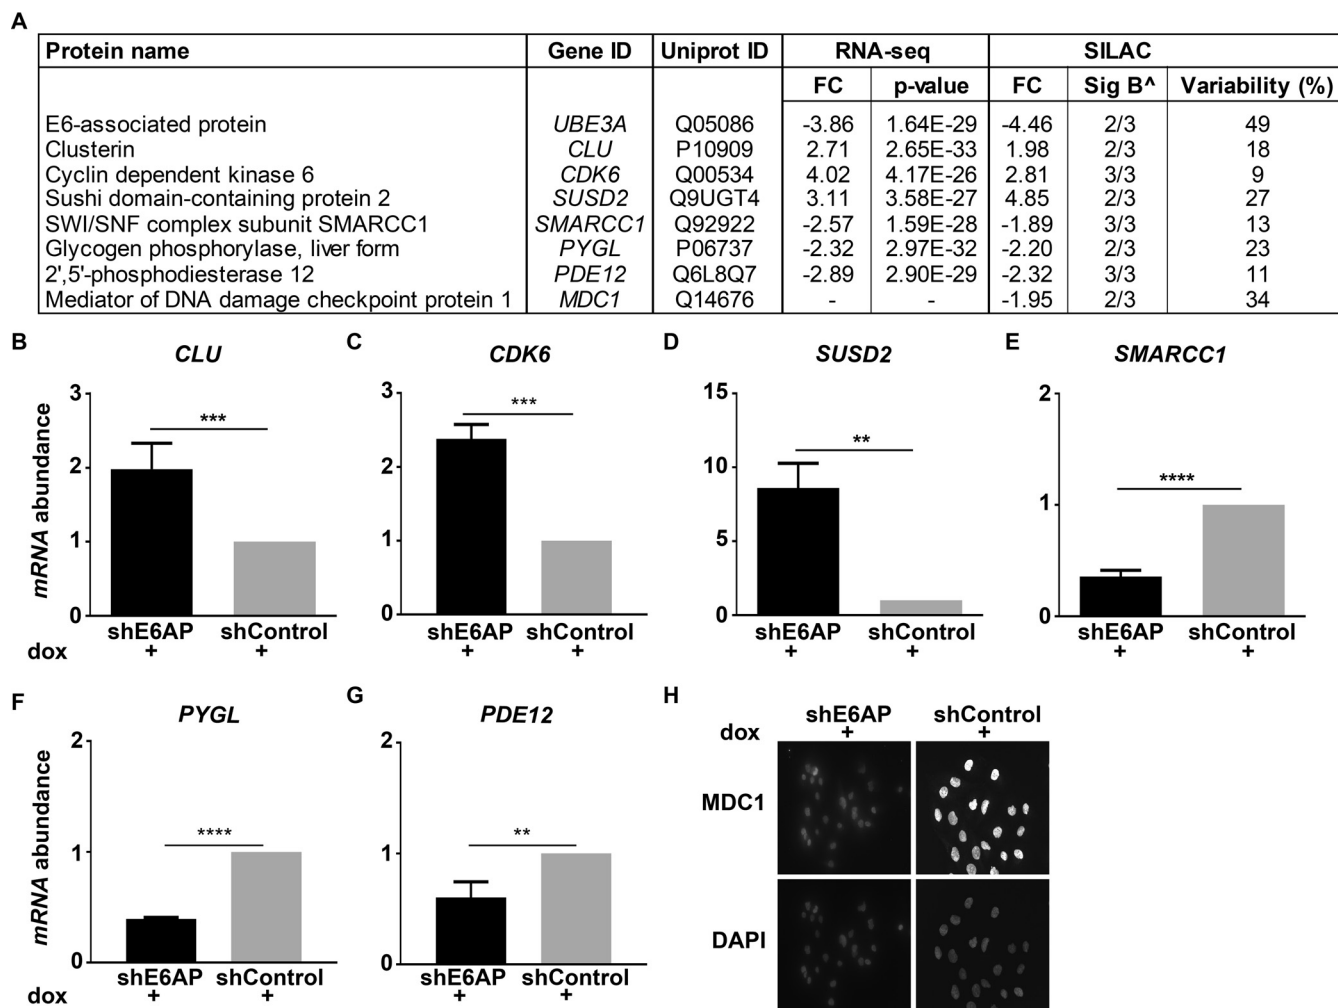 A
Protein name Gene ID Uniprot ID RNA-seq SILAC
FC p-value FC Sig B^ Variability (%)
E6-associated protein UBE3A Q05086 -3.86 1.64E-29 -4.46 2/3 49
Clusterin CLU P10909 2.71 2.65E-33 1.98 2/3 18
Cyclin dependent kinase 6 CDK6 Q00534 4.02 4.17E-26 2.81 3/3 9
Sushi domain-containing protein 2 SUSD2 Q9UGT4 3.11 3.58E-27 4.85 2/3 27
SWI/SNF complex subunit SMARCC1 SMARCC1 Q92922 -2.57 1.59E-28 -1.89 3/3 13
Glycogen phosphorylase, liver form PYGL P06737 -2.32 2.97E-32 -2.20 2/3 23
2',5'-phosphodiesterase 12 PDE12 Q6L8Q7 -2.89 2.90E-29 -2.32 3/3 11
Mediator of DNA damage checkpoint protein 1 MDC1 Q14676 - - -1.95 2/3 34
B
CLU
mRNA abundance
3
2
1
0
***
shE6AP shControl
dox + +
C
CDK6
3
2
1
0
***
shE6AP shControl
+ +
D
SUSD2
15
10
5
0
**
shE6AP shControl
+ +
E
SMARCC1
2
1
0
****
shE6AP shControl
+ +
F
PYGL
mRNA abundance
2
1
0
****
shE6AP shControl
dox + +
G
PDE12
2
1
0
**
shE6AP shControl
+ +
H
shE6AP shControl
dox + +
MDC1
DAPI